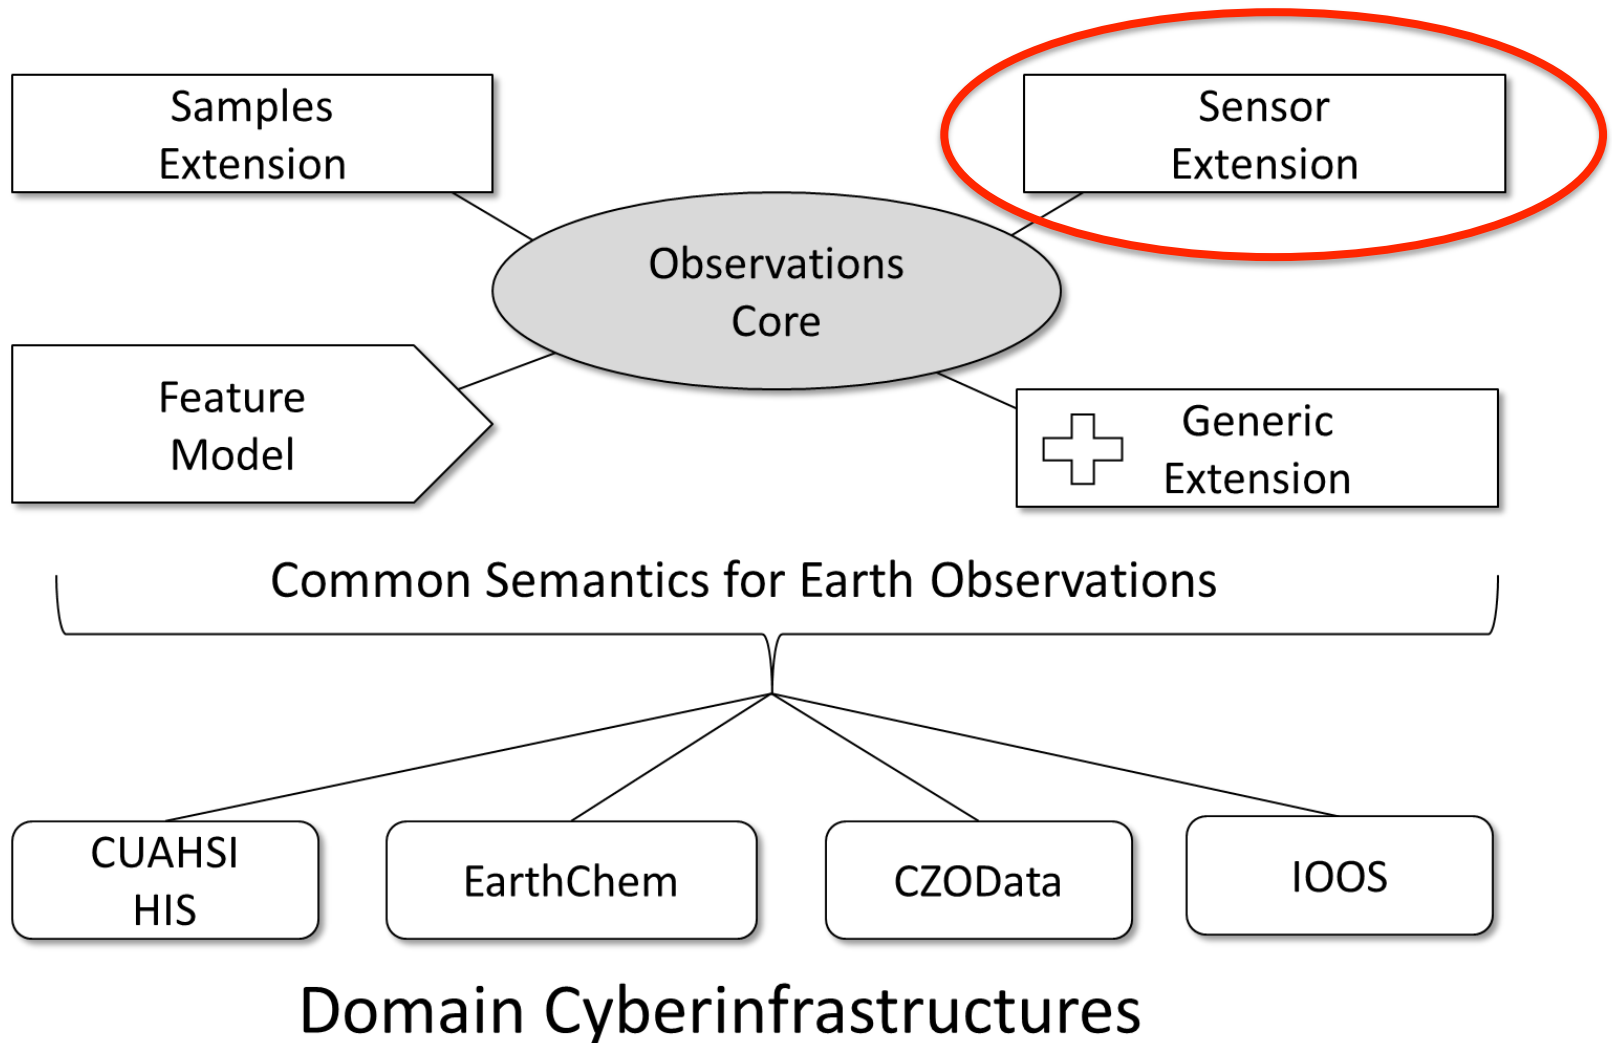 Samples
Extension
Sensor
Extension
Observations
Core
Feature
Model
Generic
Extension
Common Semantics for Earth Observations
CUAHSI
HIS
EarthChem
CZOData
IOOS
Domain Cyberinfrastructures